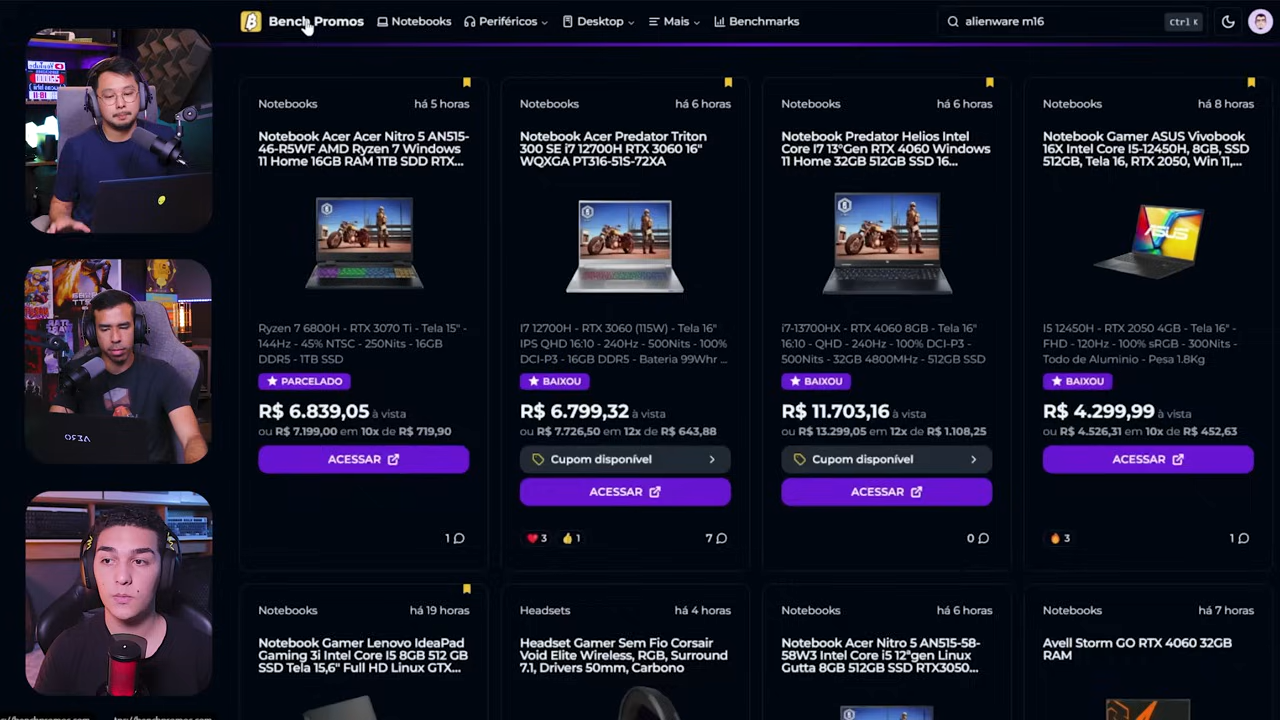 Bench Promos
Notebooks
Periféricos
Desktop
Mais
Benchmarks
alienware m16
Ctrl K
Notebooks
há 5 horas
Notebook Acer Acer Nitro 5 AN515-
46-R5WF AMD Ryzen 7 Windows
11 Home 16GB RAM 1TB SDD RTX...
Ryzen 7 6800H - RTX 3070 Ti - Tela 15" -
144Hz - 45% NTSC - 250Nits - 16GB
DDR5 - 1TB SSD
PARCELADO
R$ 6.839,05 à vista
ou R$ 7.199,00 em 10x de R$ 719,90
ACESSAR
1
Notebooks
há 6 horas
Notebook Acer Predator Triton
300 SE i7 12700H RTX 3060 16"
WQXGA PT316-51S-72XA
I7 12700H - RTX 3060 (115W) - Tela 16"
IPS QHD 16:10 - 240Hz - 500Nits - 100%
DCI-P3 - 16GB DDR5 - Bateria 99Whr ...
BAIXOU
R$ 6.799,32 à vista
ou R$ 7.726,50 em 12x de R$ 643,88
Cupom disponível
ACESSAR
3
1
7
Notebooks
há 6 horas
Notebook Predator Helios Intel
Core I7 13ºGen RTX 4060 Windows
11 Home 32GB 512GB SSD 16...
i7-13700HX - RTX 4060 8GB - Tela 16"
16:10 - QHD - 240Hz - 100% DCI-P3 -
500Nits - 32GB 4800MHz - 512GB SSD
BAIXOU
R$ 11.703,16 à vista
ou R$ 13.299,05 em 12x de R$ 1.108,25
Cupom disponível
ACESSAR
0
Notebooks
há 8 horas
Notebook Gamer ASUS Vivobook
16X Intel Core I5-12450H, 8GB, SSD
512GB, Tela 16, RTX 2050, Win 11,...
ASUS
I5 12450H - RTX 2050 4GB - Tela 16" -
FHD - 120Hz - 100% sRGB - 300Nits -
Todo de Aluminio - Pesa 1.8Kg
BAIXOU
R$ 4.299,99 à vista
ou R$ 4.526,31 em 10x de R$ 452,63
ACESSAR
3
1
Notebooks
há 19 horas
Notebook Gamer Lenovo IdeaPad
Gaming 3i Intel Core I5 8GB 512 GB
SSD Tela 15,6" Full HD Linux GTX...
Headsets
há 4 horas
Headset Gamer Sem Fio Corsair
Void Elite Wireless, RGB, Surround
7.1, Drivers 50mm, Carbono
Notebooks
há 6 horas
Notebook Acer Nitro 5 AN515-58-
58W3 Intel Core i5 12ªgen Linux
Gutta 8GB 512GB SSD RTX3050...
Notebooks
há 7 horas
Avell Storm GO RTX 4060 32GB
RAM
AERO